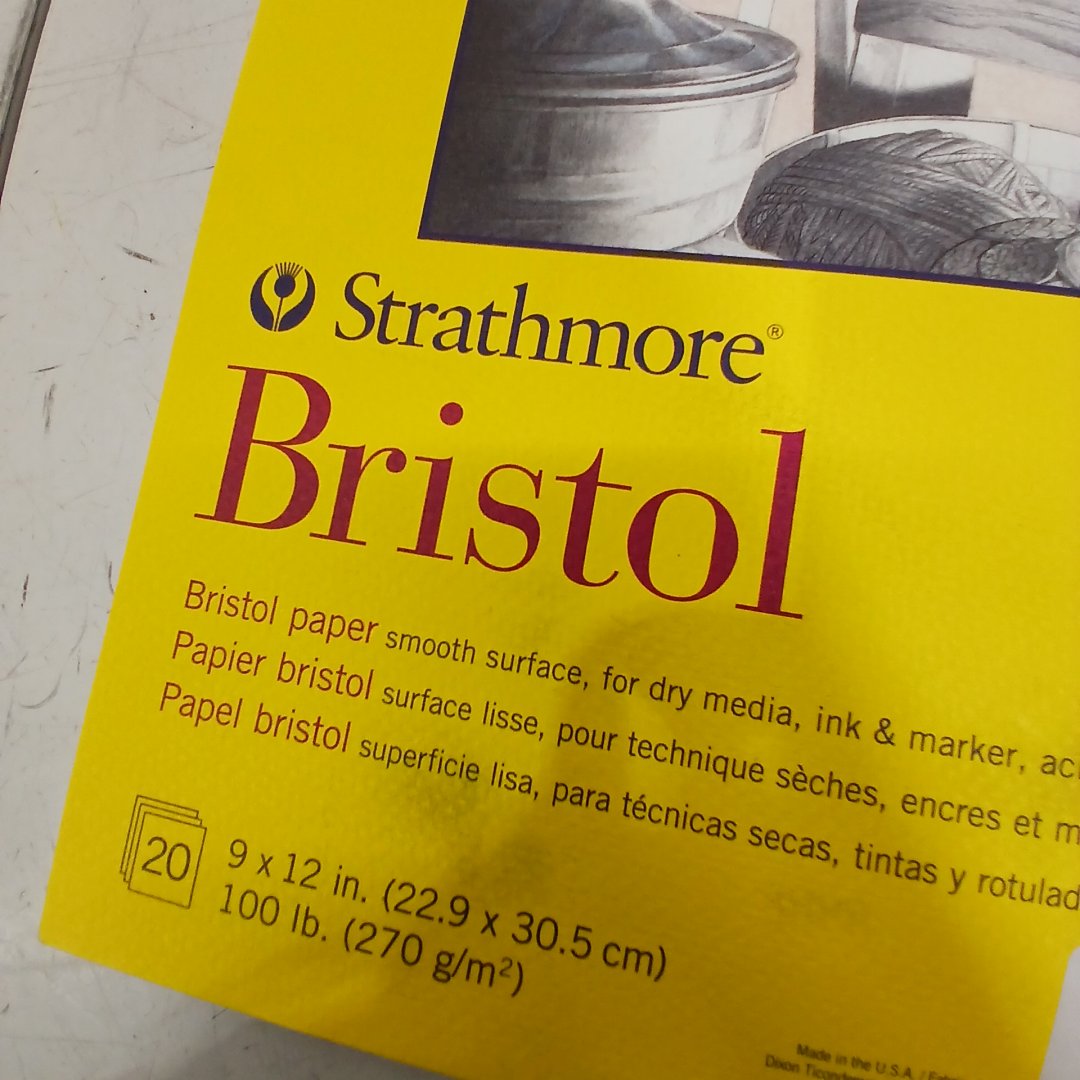 Strathmore®
Bristol
Bristol paper smooth surface, for dry media, ink & marker,
Papier bristol surface lisse, pour technique sèches, encres et
Papel bristol superficie lisa, para técnicas secas, tintas y
20
9 x 12 in. (22.9 x 30.5 cm)
100 lb. (270 g/m²)
Made in the U.S.A. /
Dixon